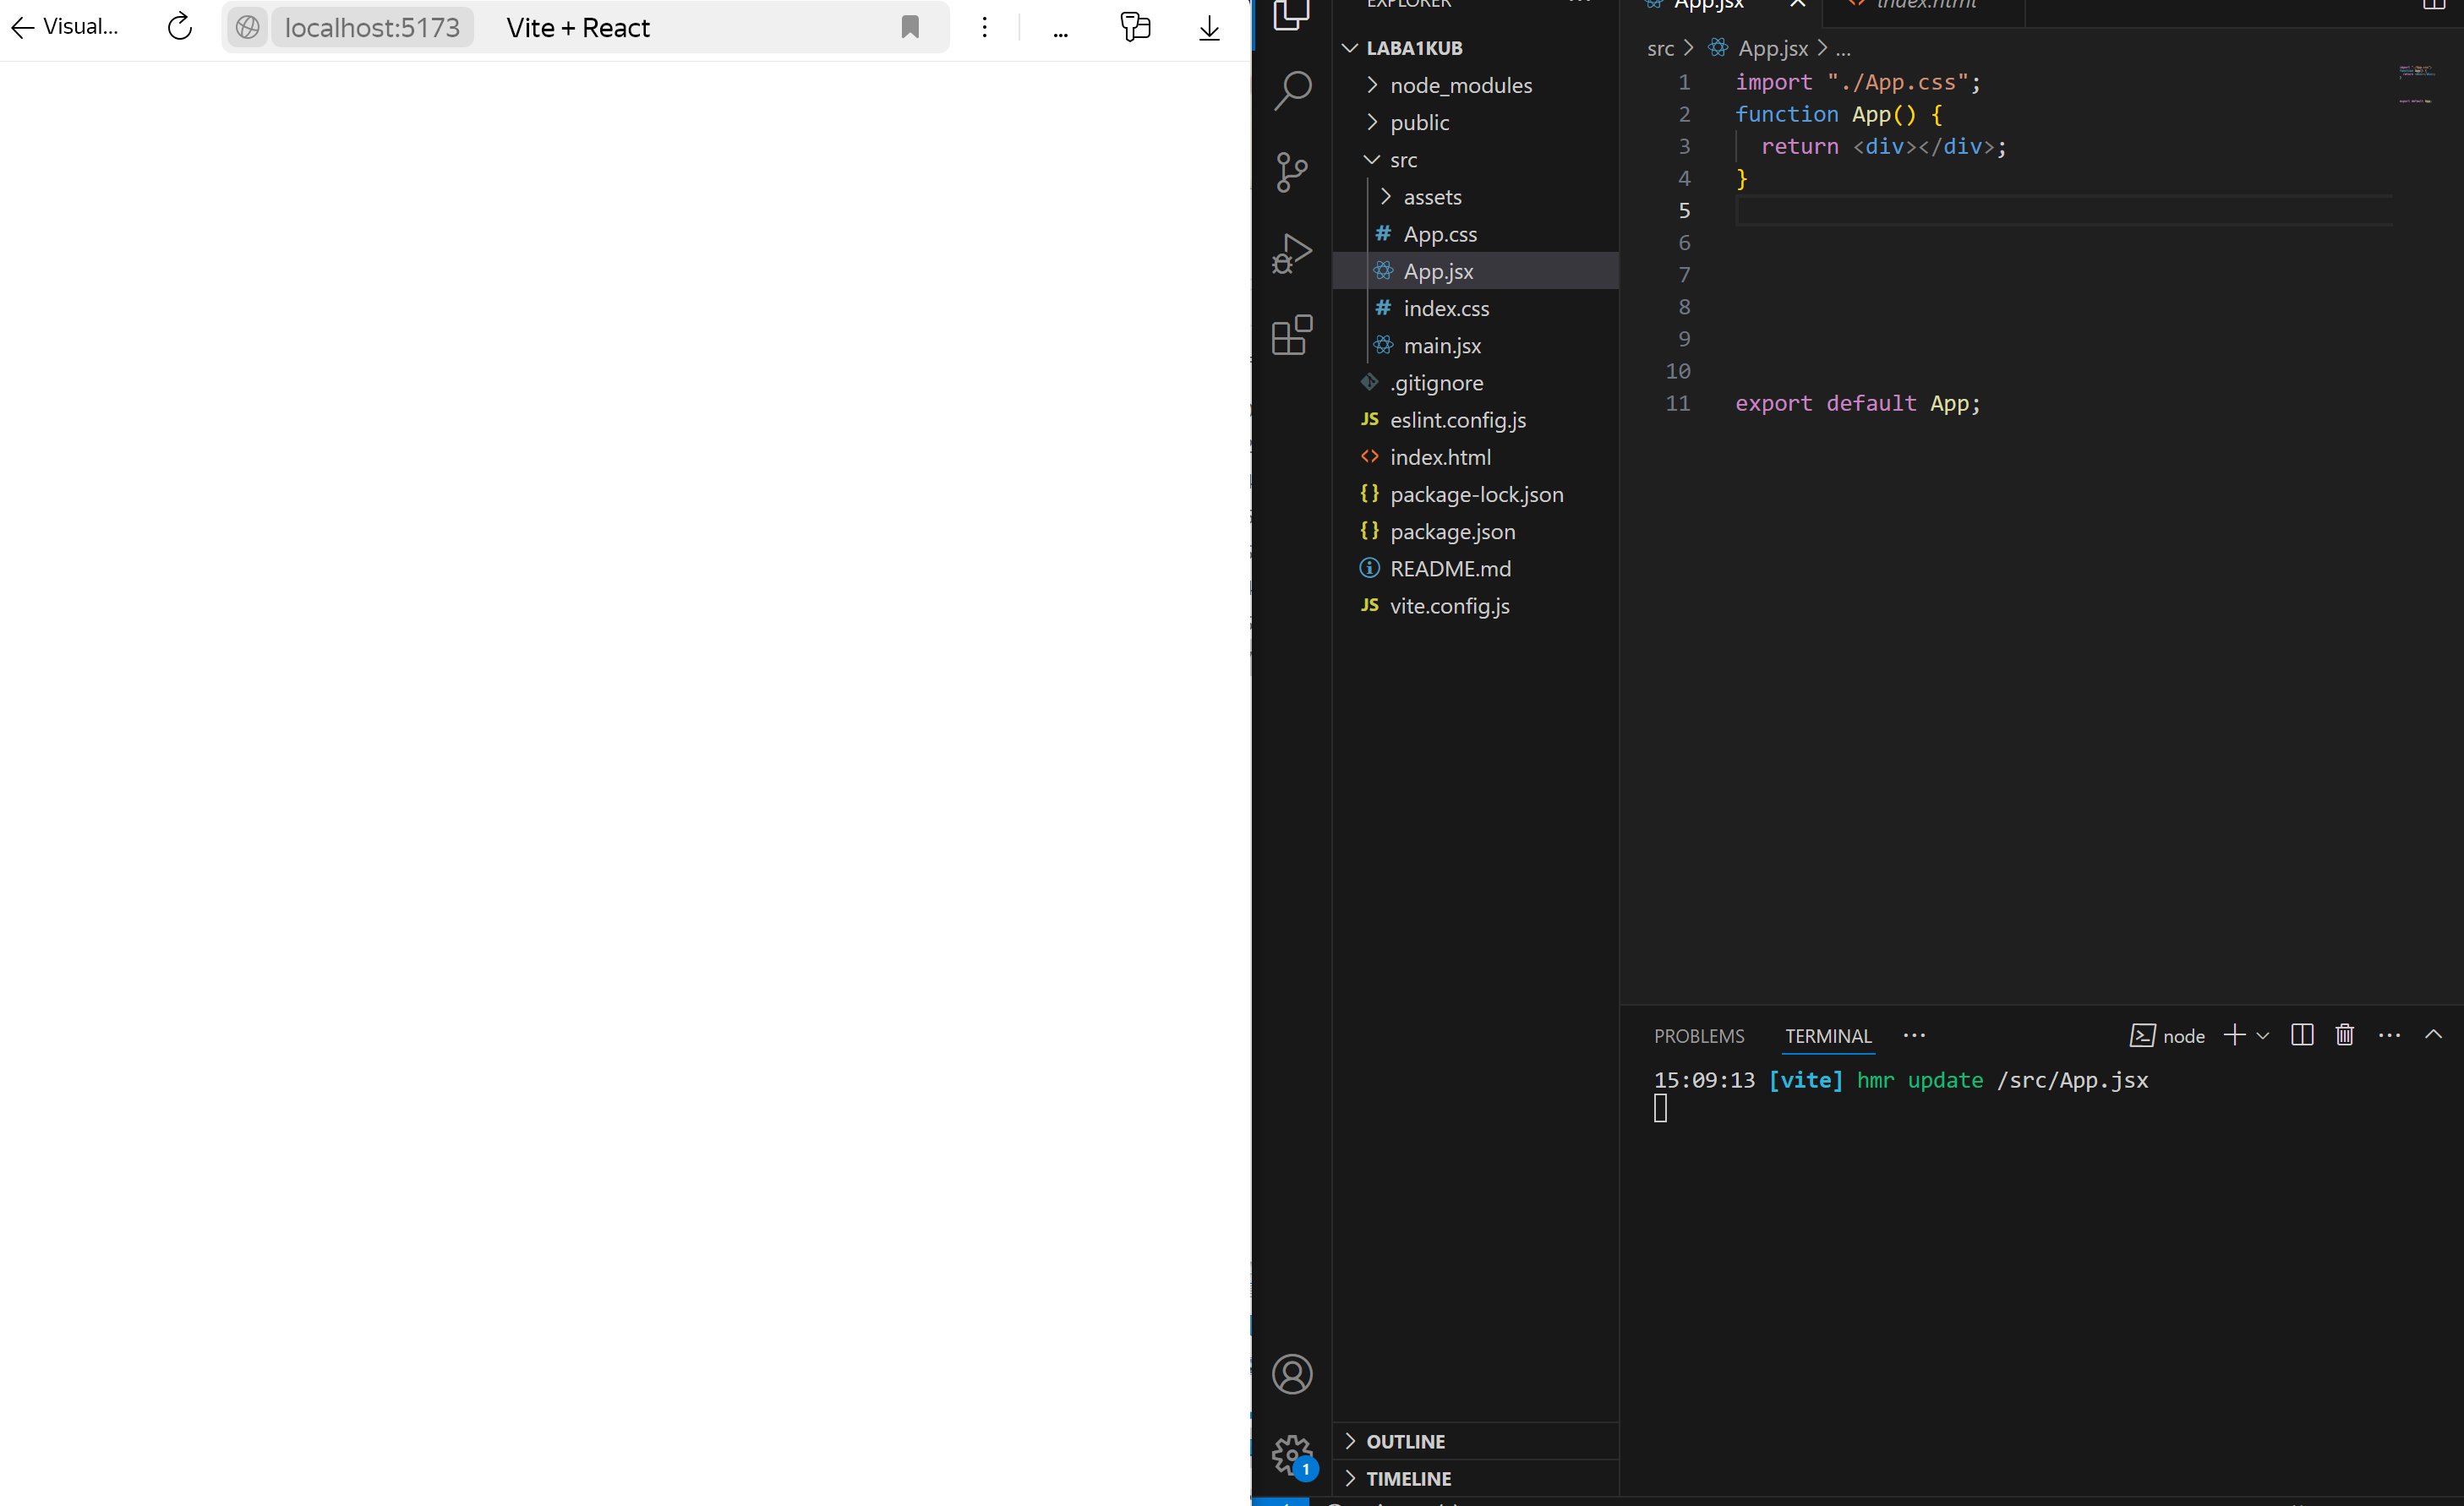 Visual...
localhost:5173
Vite + React
...
EXPLORER
LABA1KUB
node_modules
public
src
assets
# App.css
App.jsx
# index.css
main.jsx
.gitignore
JS eslint.config.js
<> index.html
{} package-lock.json
{} package.json
README.md
JS vite.config.js
OUTLINE
TIMELINE
1
App.jsx
index.html
src > App.jsx > ...
1 import "./App.css";
2 function App() {
3 return <div></div>;
4 }
5
6
7
8
9
10
11 export default App;
PROBLEMS TERMINAL
node
15:09:13 [vite] hmr update /src/App.jsx